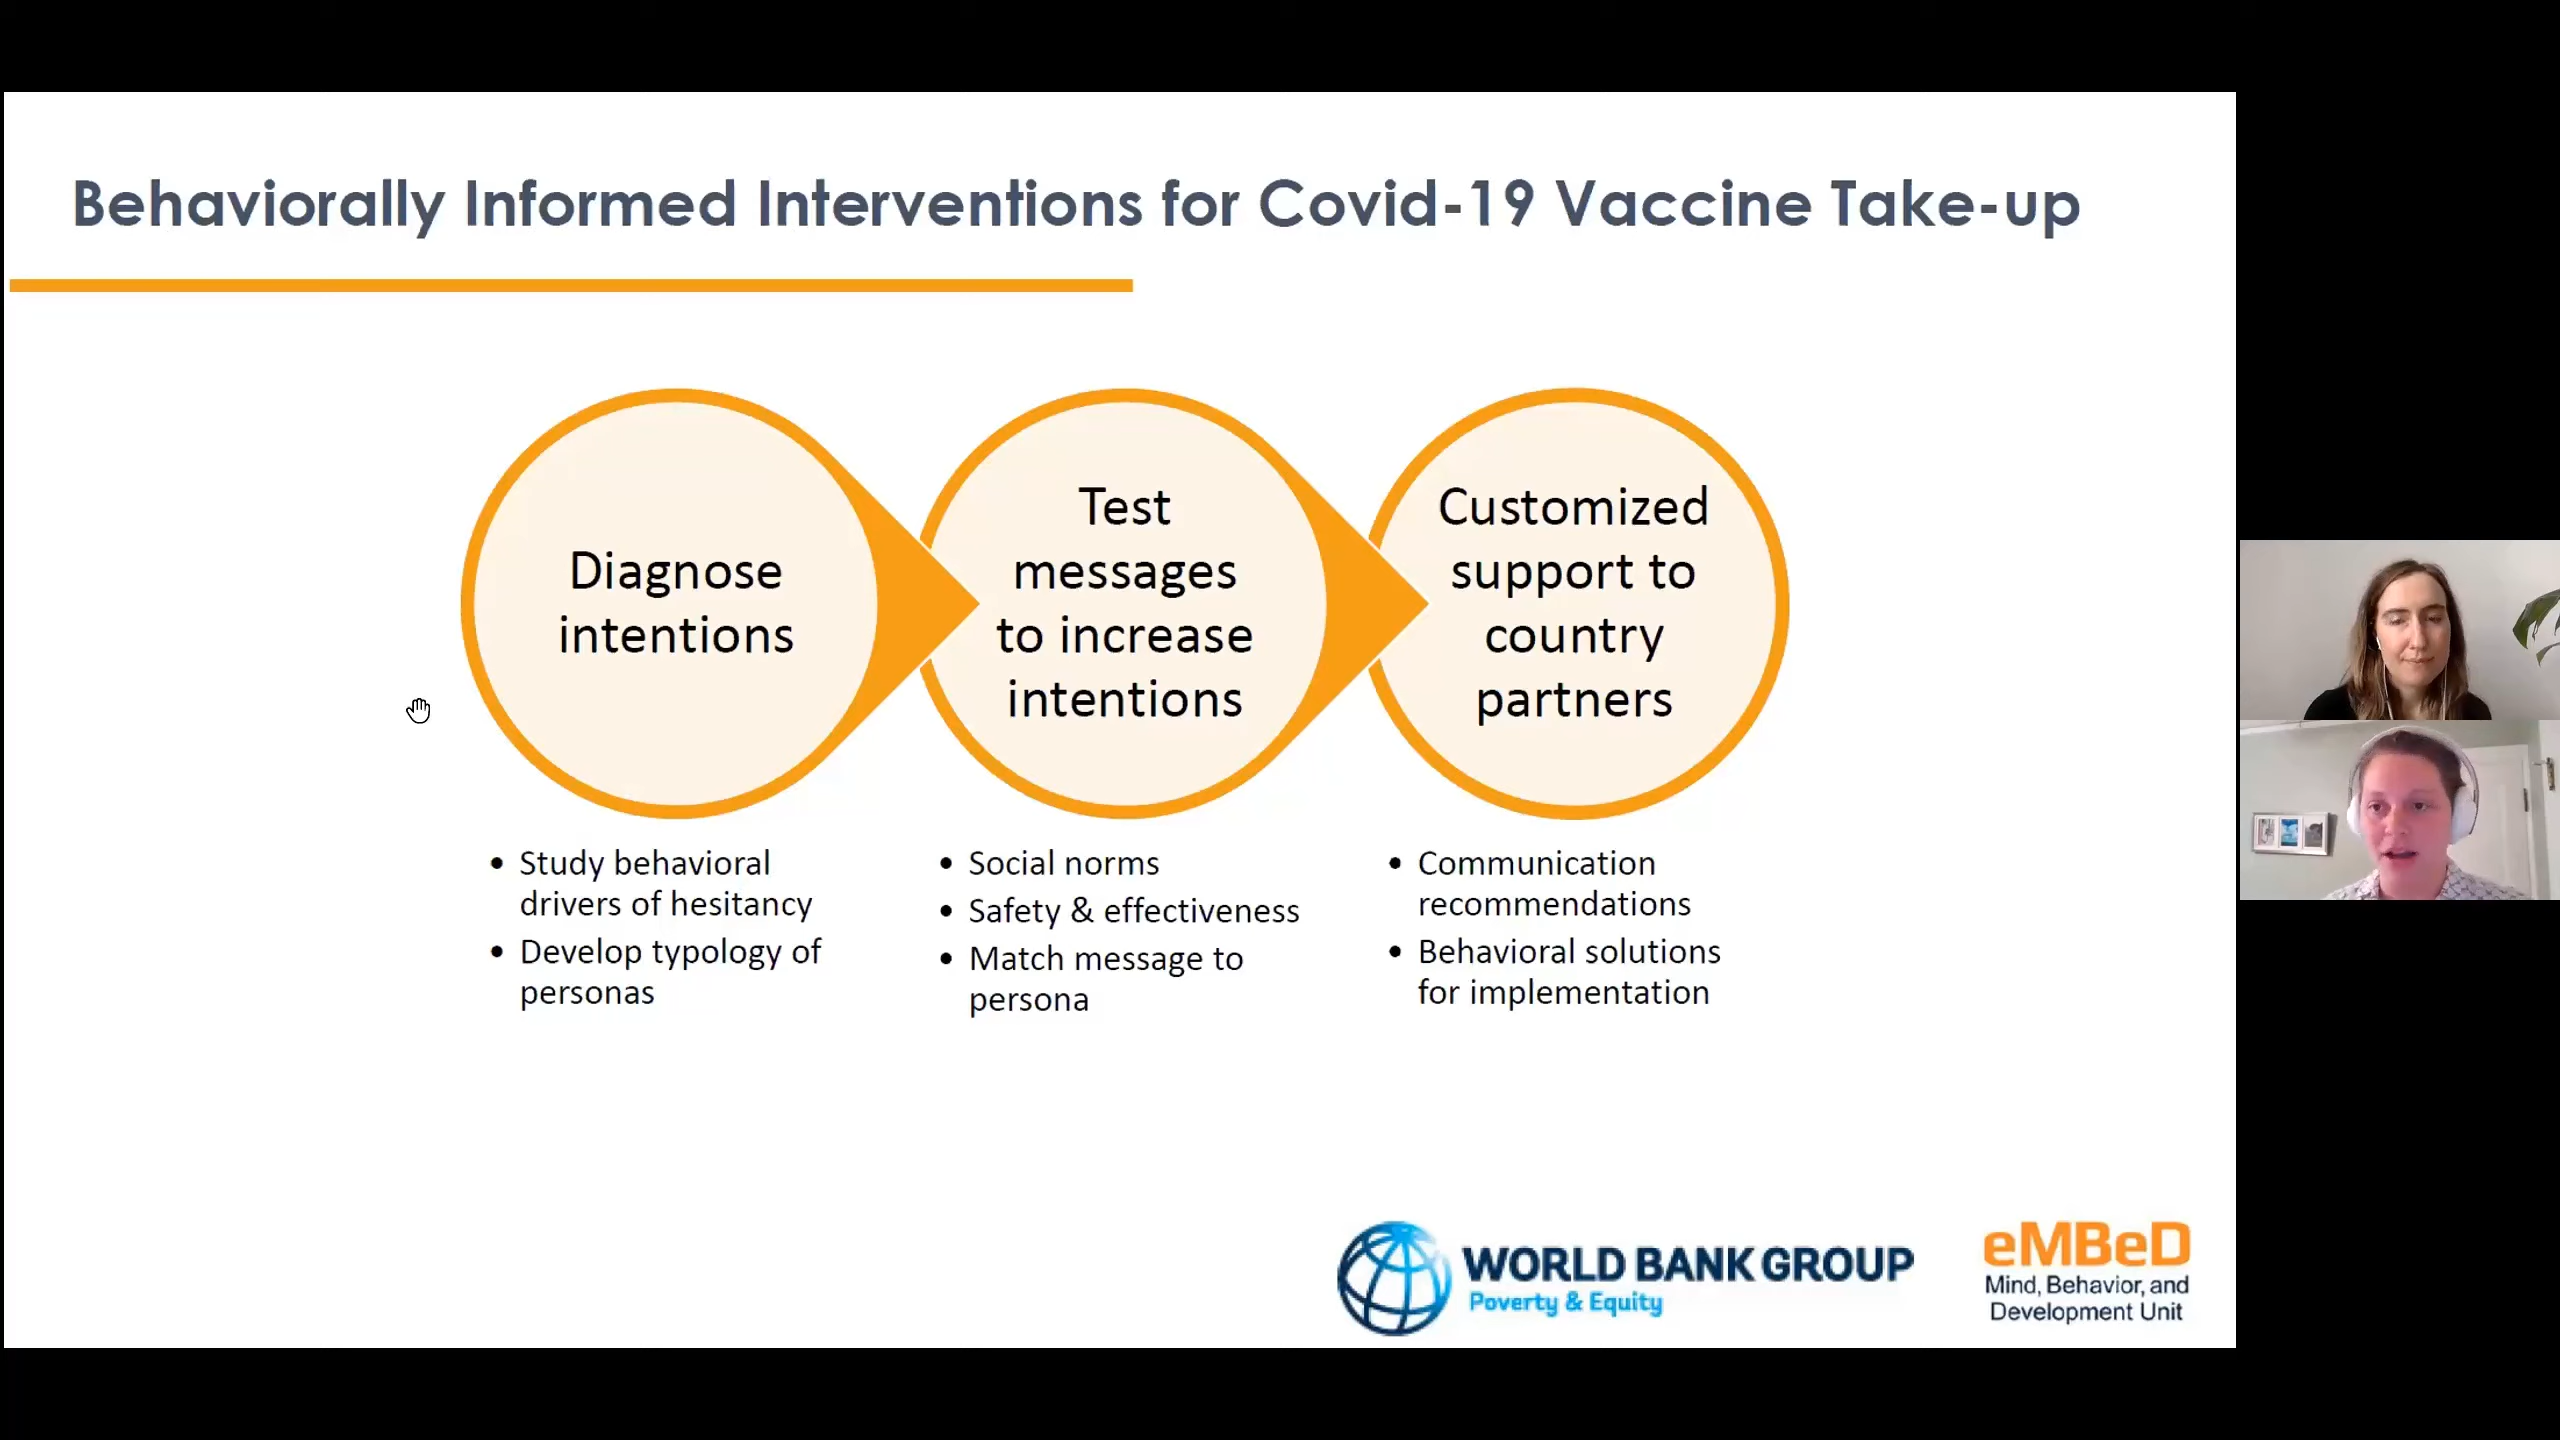 Behaviorally Informed Interventions for Covid-19 Vaccine Take-up
Diagnose
intentions
• Study behavioral
drivers of hesitancy
• Develop typology of
personas
Test
messages
to increase
intentions
• Social norms
• Safety & effectiveness
• Match message to
persona
Customized
support to
country
partners
• Communication
recommendations
• Behavioral solutions
for implementation
WORLD BANK GROUP
Poverty & Equity
eMBeD
Mind, Behavior, and
Development Unit